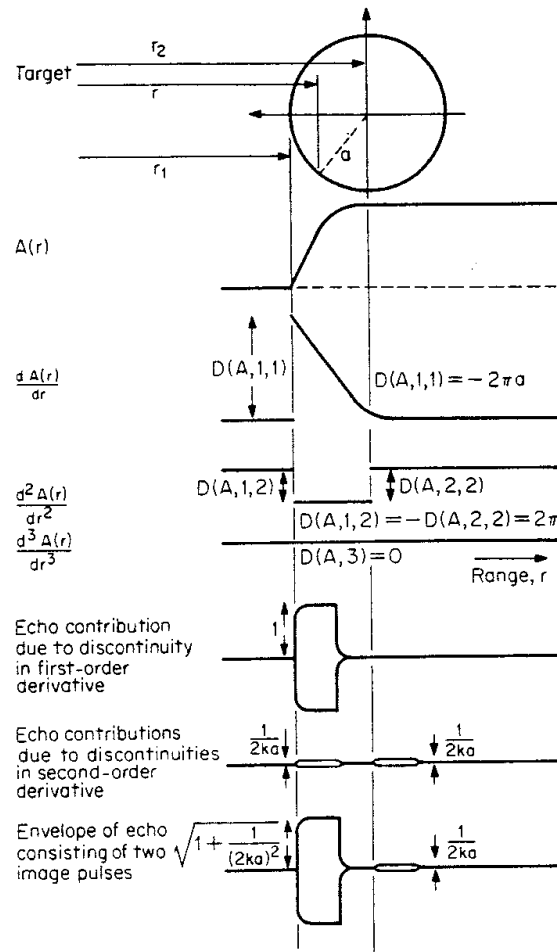 r₂
Target
r
a
r₁
A(r)
D(A,1,1)
D(A,1,1) = − 2πa
d A(r)
dr
D(A,1,2)
D(A,2,2)
d² A(r)
dr²
D(A,1,2) = −D(A,2,2) = 2π
d³ A(r)
dr³
D(A,3) = 0
Range, r
Echo contribution
due to discontinuity
in first-order
derivative
1
Echo contributions
due to discontinuities
in second-order
derivative
1
2ka
1
2ka
Envelope of echo
consisting of two
image pulses
√1 + 1
(2ka)²
1
2ka